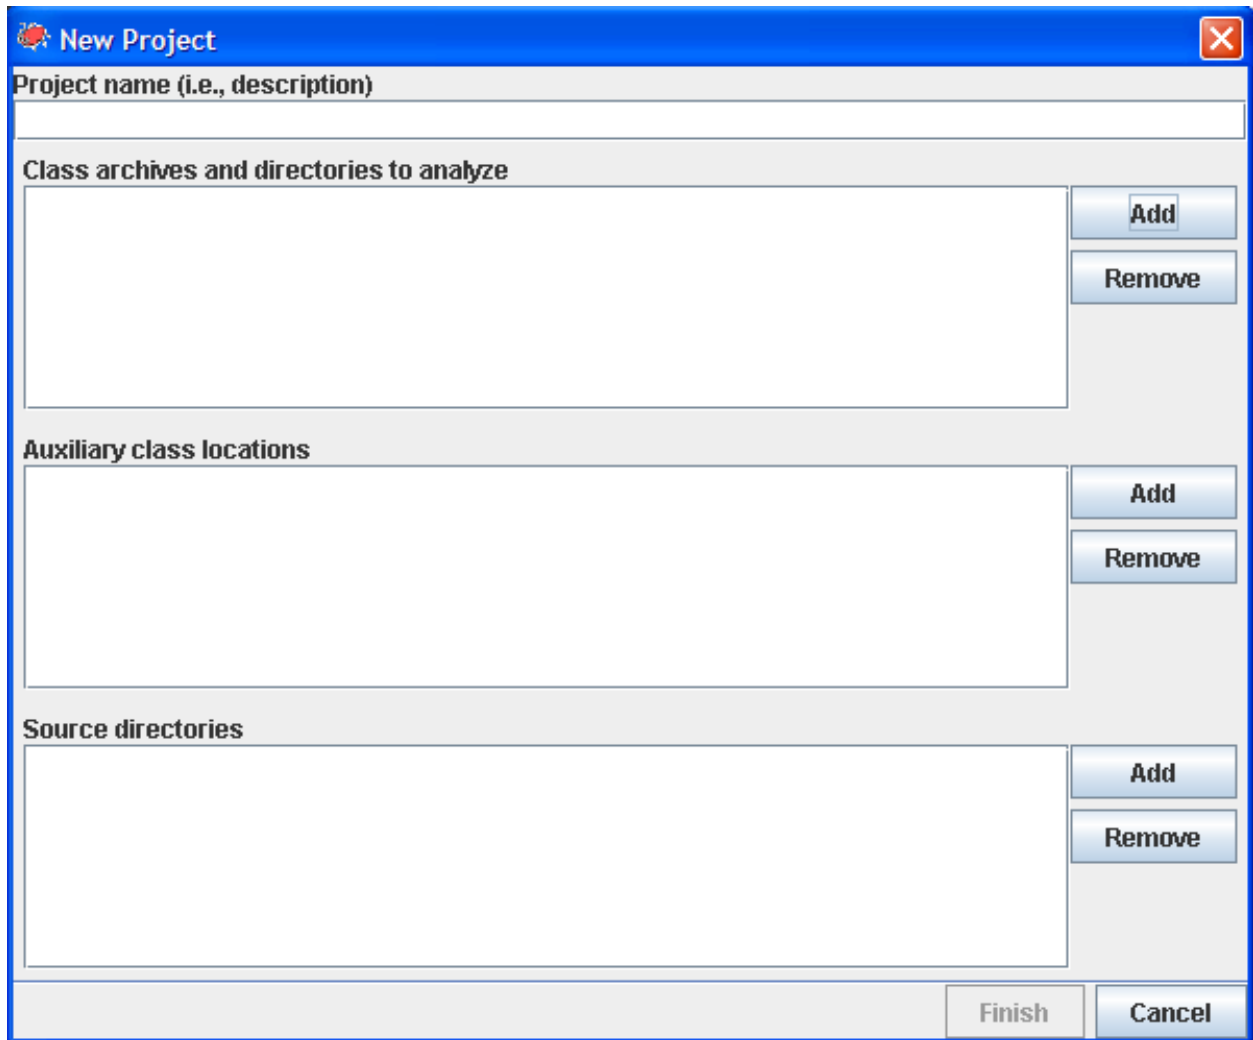 New Project
Project name (i.e., description)
Class archives and directories to analyze
Add
Remove
Auxiliary class locations
Add
Remove
Source directories
Add
Remove
Finish
Cancel